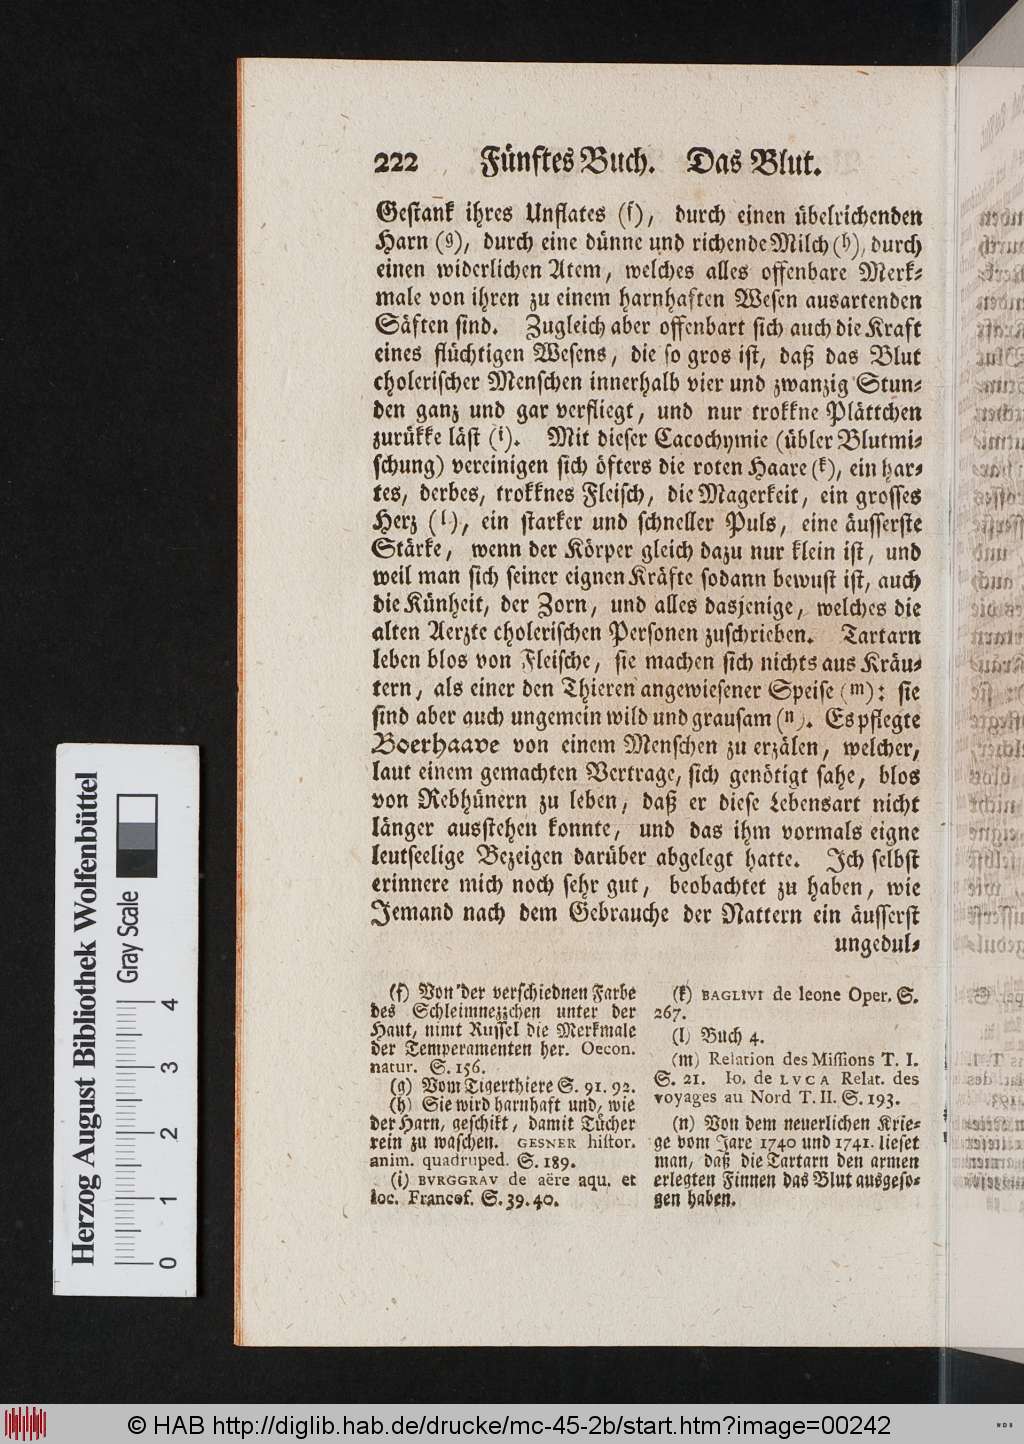 222 Fünftes Buch. Das Blut.
Gestank ihres Unflates (f), durch einen übelrichenden
Harn (g), durch eine dünne und richende Milch (h), durch
einen widerlichen Atem, welches alles offenbare Merk-
male von ihren zu einem harnhaften Wesen ausartenden
Säften sind. Zugleich aber offenbart sich auch die Kraft
eines flüchtigen Wesens, die so gros ist, daß das Blut
cholerischer Menschen innerhalb vier und zwanzig Stun-
den ganz und gar verfliegt, und nur trokkne Plättchen
zurükke läst (i). Mit dieser Cacochymie (übler Blutmi-
schung) vereinigen sich öfters die roten Haare (k), ein har-
tes, derbes, trokknes Fleisch, die Magerkeit, ein grosses
Herz (l), ein starker und schneller Puls, eine äusserste
Stärke, wenn der Körper gleich dazu nur klein ist, und
weil man sich seiner eignen Kräfte sodann bewust ist, auch
die Künheit, der Zorn, und alles dasjenige, welches die
alten Aerzte cholerischen Personen zuschrieben. Tartarn
leben blos von Fleische, sie machen sich nichts aus Kräu-
tern, als einer den Thieren angewiesener Speise (m): sie
sind aber auch ungemein wild und grausam (n). Es pflegte
Boerhaave von einem Menschen zu erzälen, welcher,
laut einem gemachten Vertrage, sich genötigt sahe, blos
von Rebhünern zu leben, daß er diese Lebensart nicht
länger ausstehen konnte, und das ihm vormals eigne
leutseelige Bezeigen darüber abgelegt hatte. Ich selbst
erinnere mich noch sehr gut, beobachtet zu haben, wie
Jemand nach dem Gebrauche der Nattern ein äusserst
ungedul-
(f) Von der verschiednen Farbe
des Schleimnezzchen unter der
Haut, nimt Russel die Merkmale
der Temperamenten her. Oecon.
natur. S. 156.
(g) Vom Tigerthiere S. 91. 92.
(h) Sie wird harnhaft und, wie
der Harn, geschikt, damit Tücher
rein zu waschen. GESNER histor.
anim. quadruped. S. 189.
(i) BVRGGRAV de aëre aqu. et
loc. Francof. S. 39. 40.
(k) BAGLIVI de leone Oper. S.
267.
(l) Buch 4.
(m) Relation des Missions T. I.
S. 21. Io. de LVCA Relat. des
voyages au Nord T. II. S. 193.
(n) Von dem neuerlichen Krie-
ge vom Jare 1740 und 1741. lieset
man, daß die Tartarn den armen
erlegten Finnen das Blut ausgeso-
gen haben.
Herzog August Bibliothek Wolfenbüttel
Gray Scale
0 1 2 3 4
© HAB http://diglib.hab.de/drucke/mc-45-2b/start.htm?image=00242